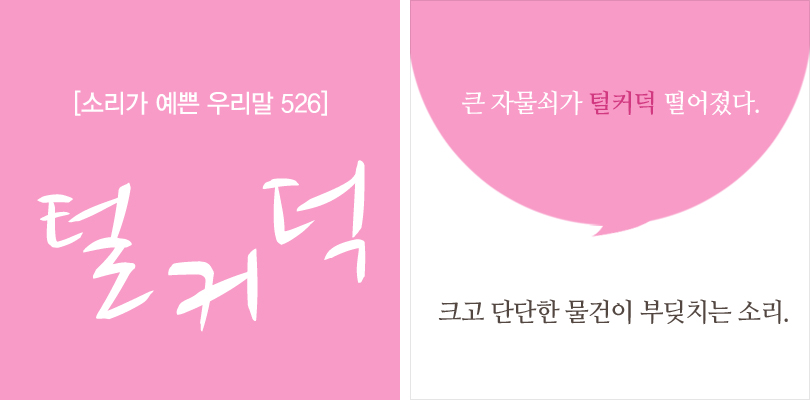 [소리가 예쁜 우리말 526]
털커덕
큰 자물쇠가 털커덕 떨어졌다.
크고 단단한 물건이 부딪치는 소리.